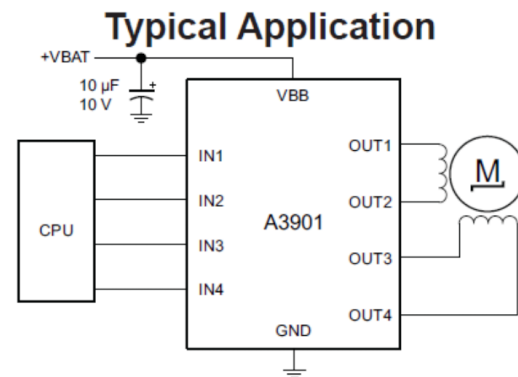 Typical Application
+VBAT
10 µF
10 V
+
VBB
CPU
IN1
IN2
IN3
IN4
A3901
OUT1
OUT2
OUT3
OUT4
GND
M